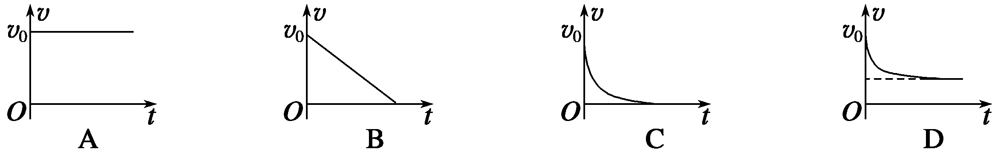 v v v v
v₀ v₀ v₀ v₀
O t O t O t O t
A B C D